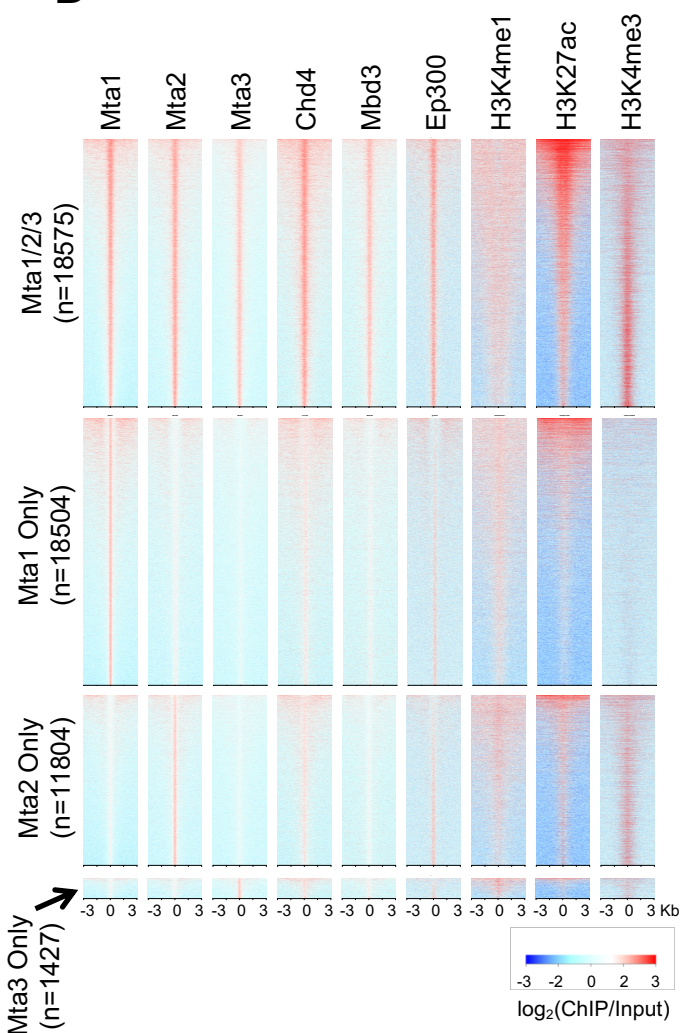 Mta1
Mta2
Mta3
Chd4
Mbd3
Ep300
H3K4me1
H3K27ac
H3K4me3
Mta1/2/3
(n=18575)
Mta1 Only
(n=18504)
Mta2 Only
(n=11804)
Mta3 Only
(n=1427)
-3 0 3 -3 0 3 -3 0 3 -3 0 3 -3 0 3 -3 0 3 -3 0 3 -3 0 3 -3 0 3 Kb
-3 -2 0 2 3
log₂(ChIP/Input)